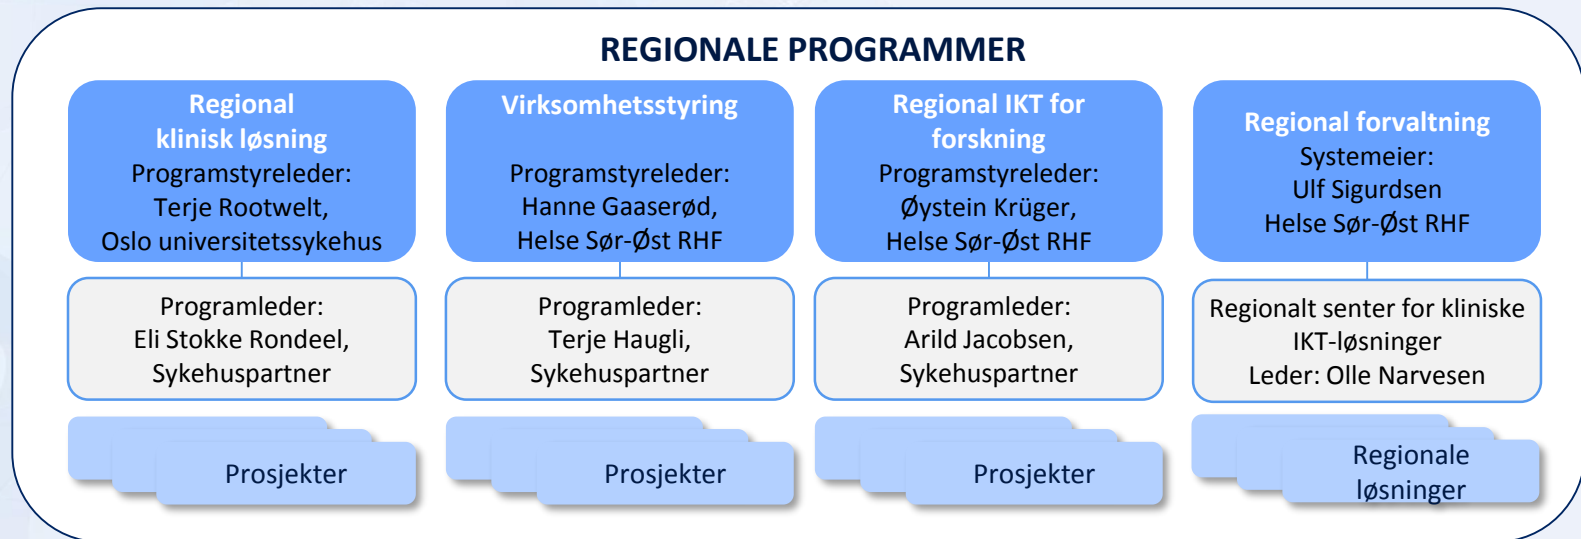 REGIONALE PROGRAMMER
Regional
klinisk løsning
Programstyreleder:
Terje Rootwelt,
Oslo universitetssykehus
Programleder:
Eli Stokke Rondeel,
Sykehuspartner
Prosjekter
Virksomhetsstyring
Programstyreleder:
Hanne Gaaserød,
Helse Sør-Øst RHF
Programleder:
Terje Haugli,
Sykehuspartner
Prosjekter
Regional IKT for
forskning
Programstyreleder:
Øystein Krüger,
Helse Sør-Øst RHF
Programleder:
Arild Jacobsen,
Sykehuspartner
Prosjekter
Regional forvaltning
Systemeier:
Ulf Sigurdsen
Helse Sør-Øst RHF
Regionalt senter for kliniske
IKT-løsninger
Leder: Olle Narvesen
Regionale
løsninger